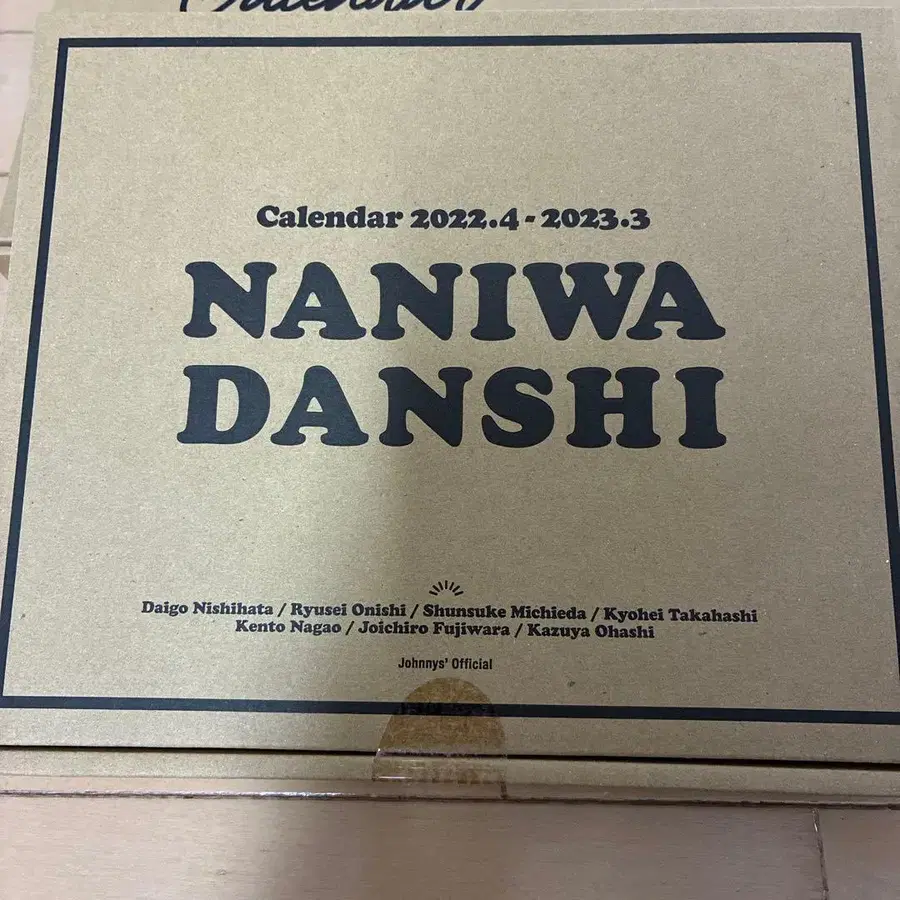 Calendar 2022.4 - 2023.3
NANIWA
DANSHI
Daigo Nishihata / Ryusei Onishi / Shunsuke Michieda / Kyohei Takahashi
Kento Nagao / Joichiro Fujiwara / Kazuya Ohashi
Johnnys' Official